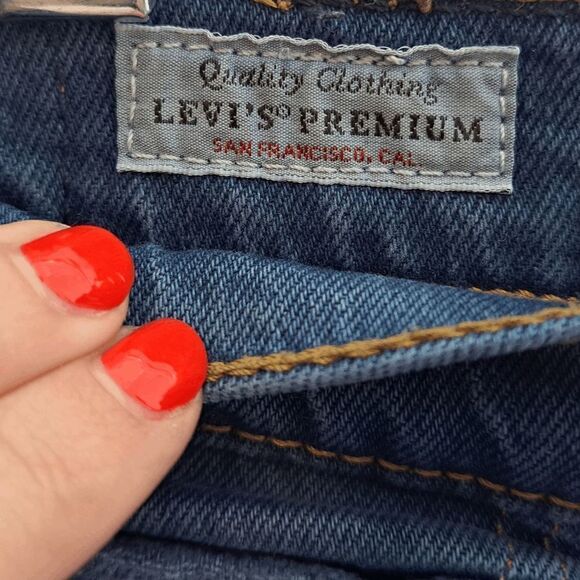 Quality Clothing
LEVI'S® PREMIUM
SAN FRANCISCO, CAL